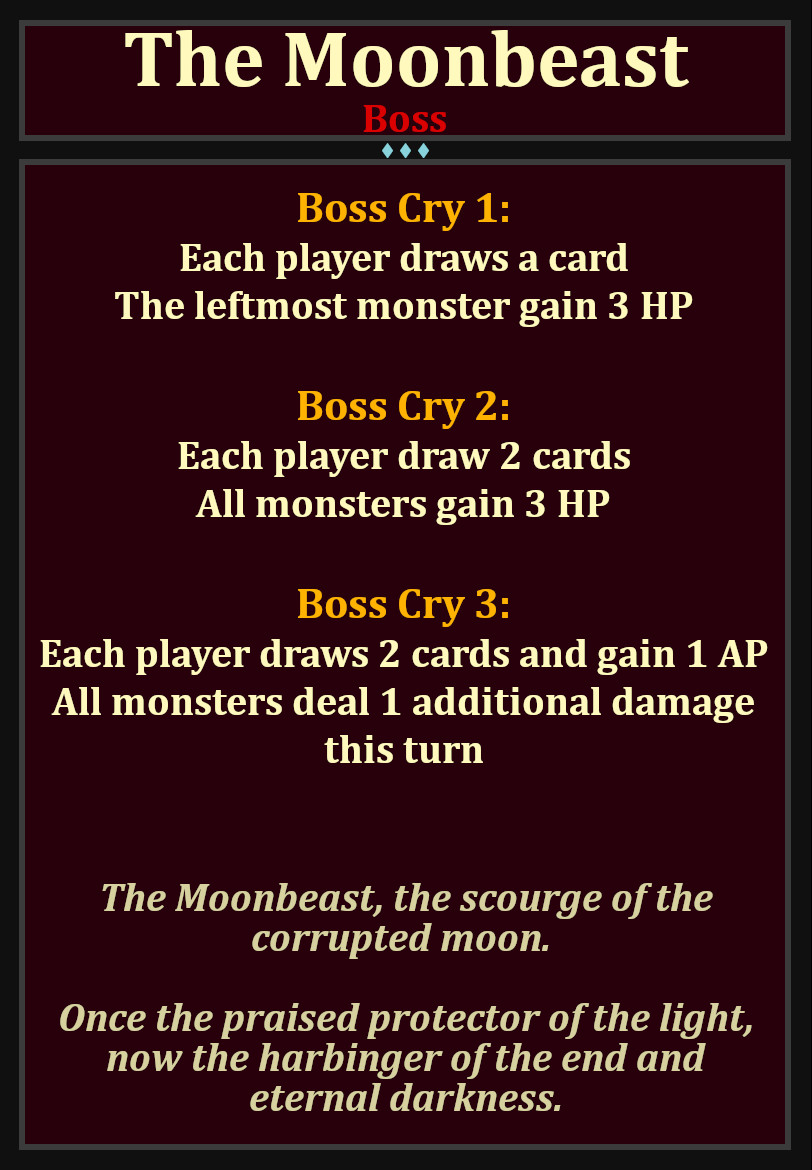 The Moonbeast
Boss
Boss Cry 1:
Each player draws a card
The leftmost monster gain 3 HP
Boss Cry 2:
Each player draw 2 cards
All monsters gain 3 HP
Boss Cry 3:
Each player draws 2 cards and gain 1 AP
All monsters deal 1 additional damage
this turn
The Moonbeast, the scourge of the
corrupted moon.
Once the praised protector of the light,
now the harbinger of the end and
eternal darkness.